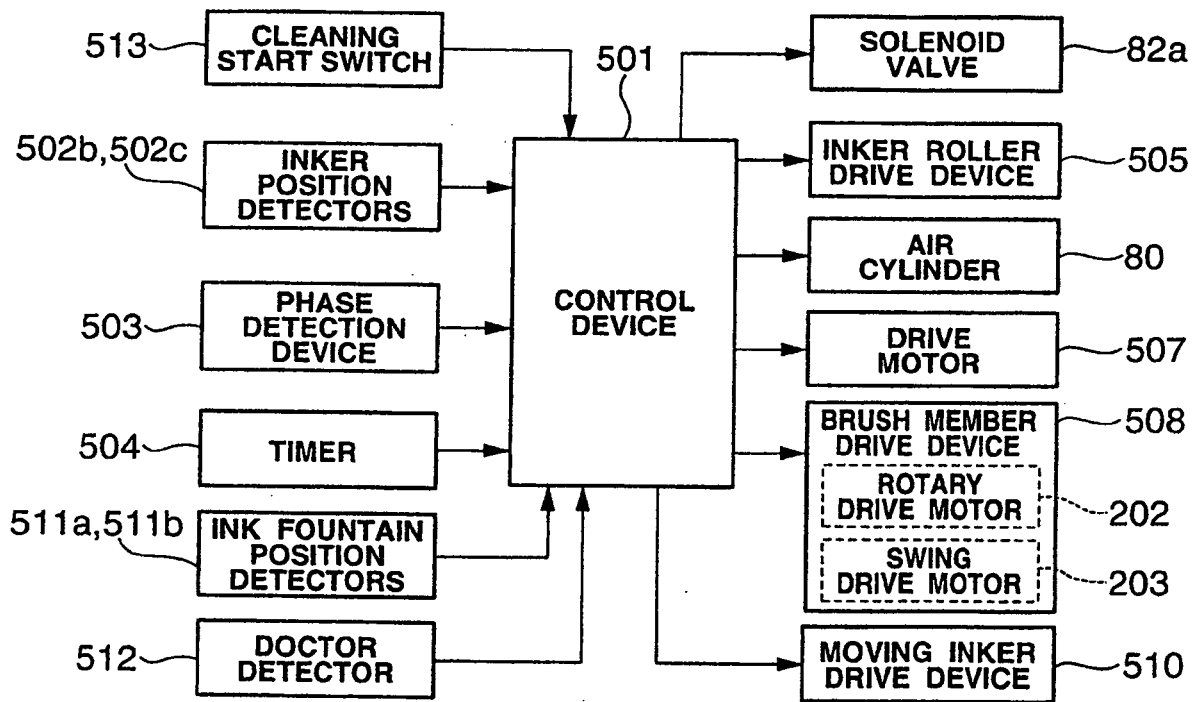 513
CLEANING
START SWITCH
502b,502c
INKER
POSITION
DETECTORS
503
PHASE
DETECTION
DEVICE
504
TIMER
511a,511b
INK FOUNTAIN
POSITION
DETECTORS
512
DOCTOR
DETECTOR
501
CONTROL
DEVICE
SOLENOID
VALVE
82a
INKER ROLLER
DRIVE DEVICE
505
AIR
CYLINDER
80
DRIVE
MOTOR
507
BRUSH MEMBER
DRIVE DEVICE
508
ROTARY
DRIVE MOTOR
202
SWING
DRIVE MOTOR
203
MOVING INKER
DRIVE DEVICE
510